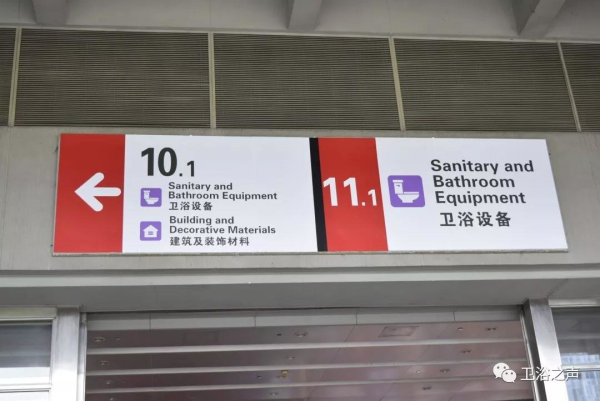 10.1
Sanitary and
Bathroom Equipment
卫浴设备
Building and
Decorative Materials
建筑及装饰材料
11.1
Sanitary and
Bathroom
Equipment
卫浴设备
卫浴之声